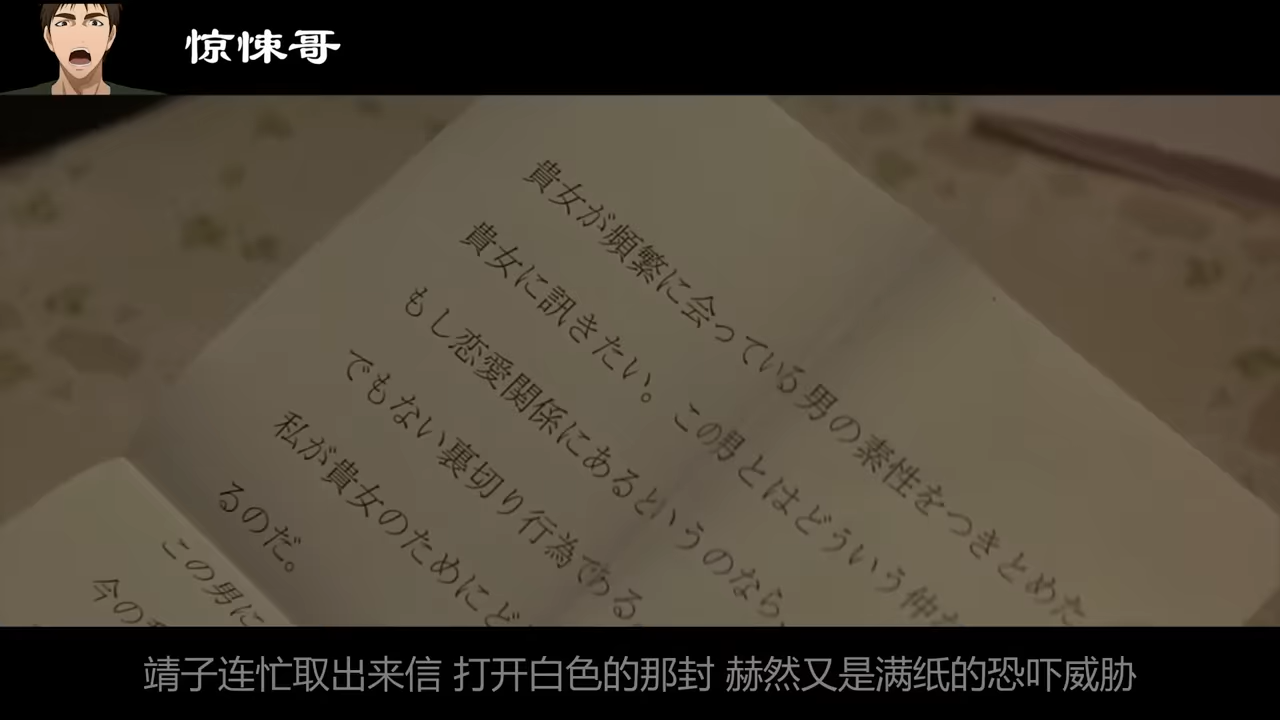 惊悚哥
貴女が頻繁に会っている男の素性をつきとめた
貴女に訊きたい。この男とはどういう仲
もし恋愛関係にあるというのなら、
でもない裏切り行為である
私が貴女のためにど
るのだ。
この男に
今の
靖子连忙取出来信 打开白色的那封 赫然又是满纸的恐吓威胁